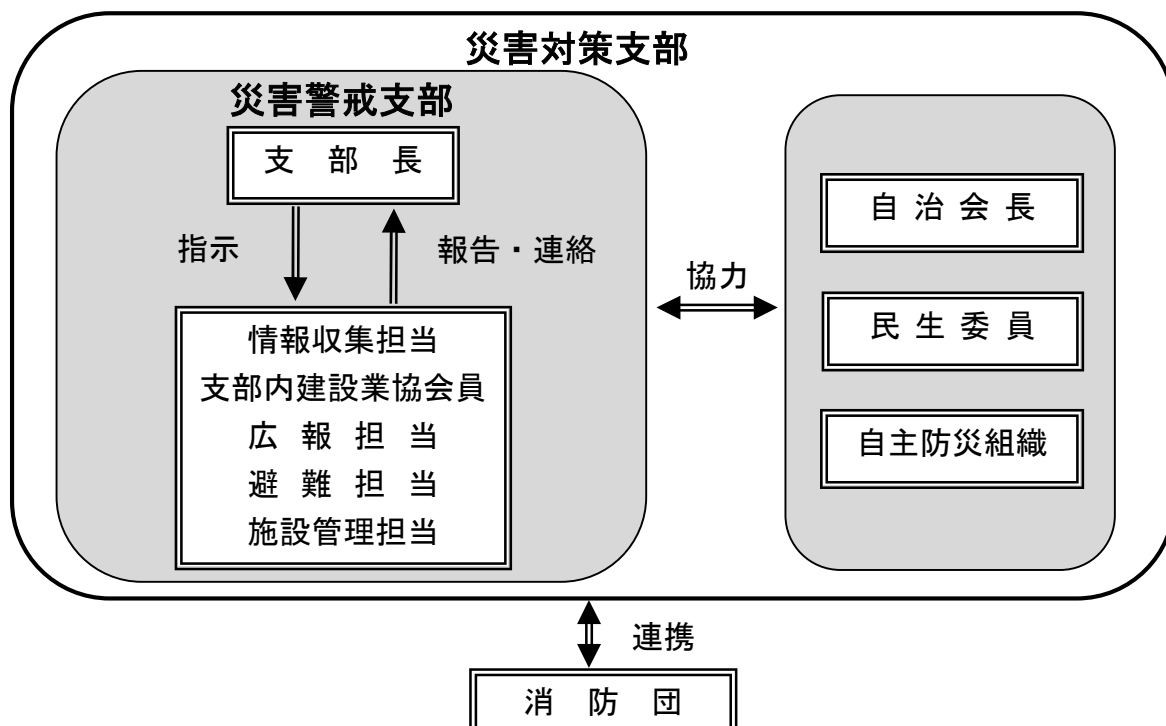 災害対策支部
災害警戒支部
支部長
指示
報告・連絡
情報収集担当
支部内建設業協会員
広報担当
避難担当
施設管理担当
協力
自治会長
民生委員
自主防災組織
連携
消防団